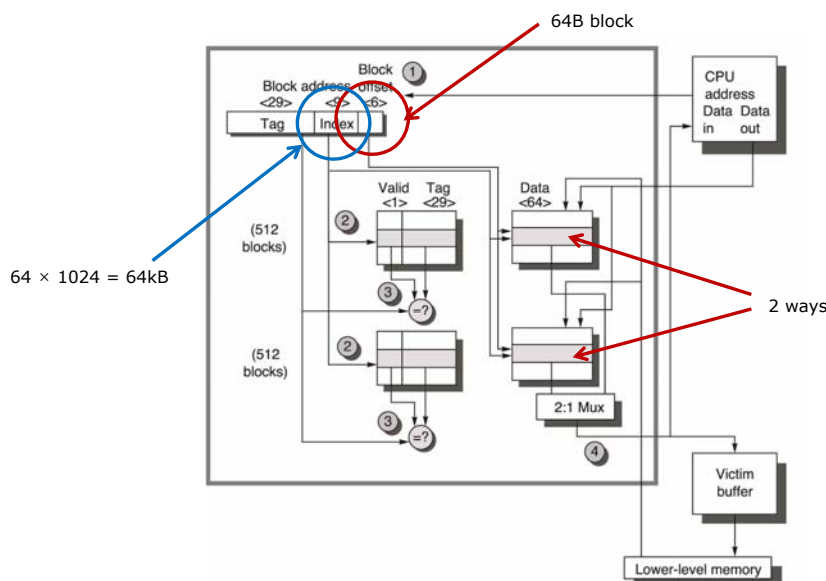 64B block
Block
offset
Block address
<29>
<9>
<6>
Tag
Index
1
CPU
address
Data
in
Data
out
Valid
<1>
Tag
<29>
Data
<64>
(512
blocks)
2
3
=?
64 × 1024 = 64kB
2 ways
(512
blocks)
2
3
=?
2:1 Mux
4
Victim
buffer
Lower-level memory